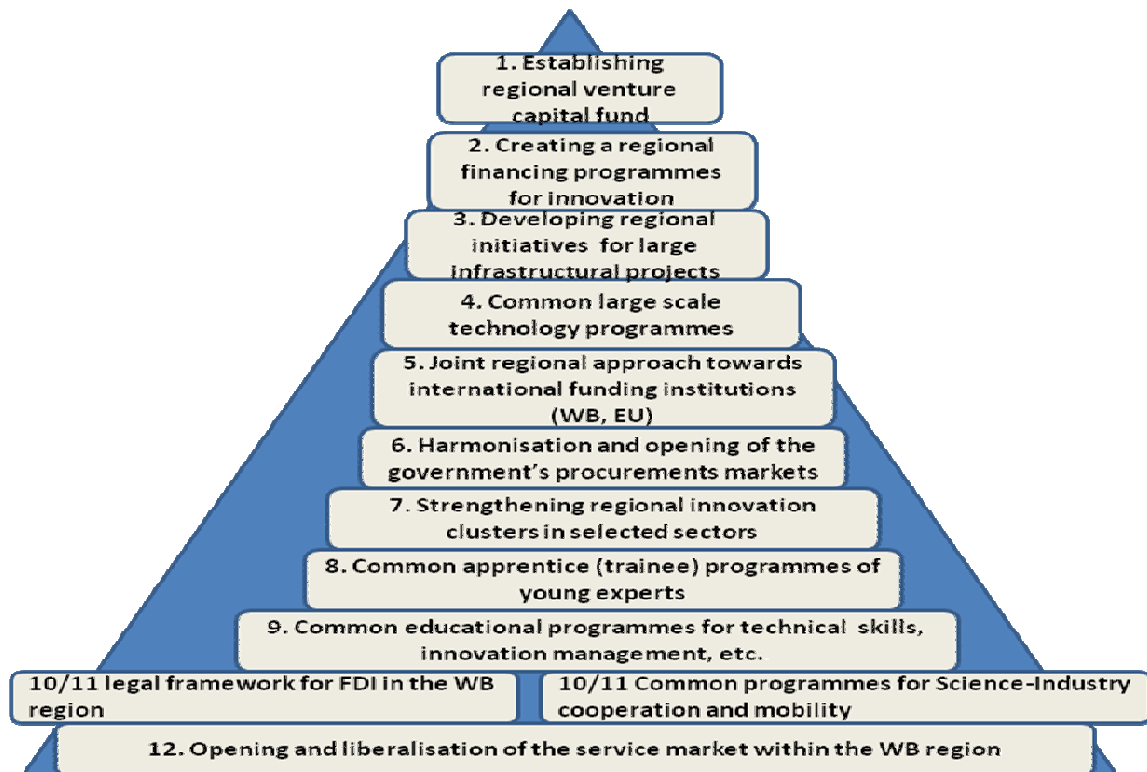 1. Establishing
regional venture
capital fund
2. Creating a regional
financing programmes
for innovation
3. Developing regional
initiatives for large
infrastructural projects
4. Common large scale
technology programmes
5. Joint regional approach towards
international funding institutions
(WB, EU)
6. Harmonisation and opening of the
government's procurements markets
7. Strengthening regional innovation
clusters in selected sectors
8. Common apprentice (trainee) programmes of
young experts
9. Common educational programmes for technical skills,
innovation management, etc.
10/11 legal framework for FDI in the WB
region
10/11 Common programmes for Science-Industry
cooperation and mobility
12. Opening and liberalisation of the service market within the WB region